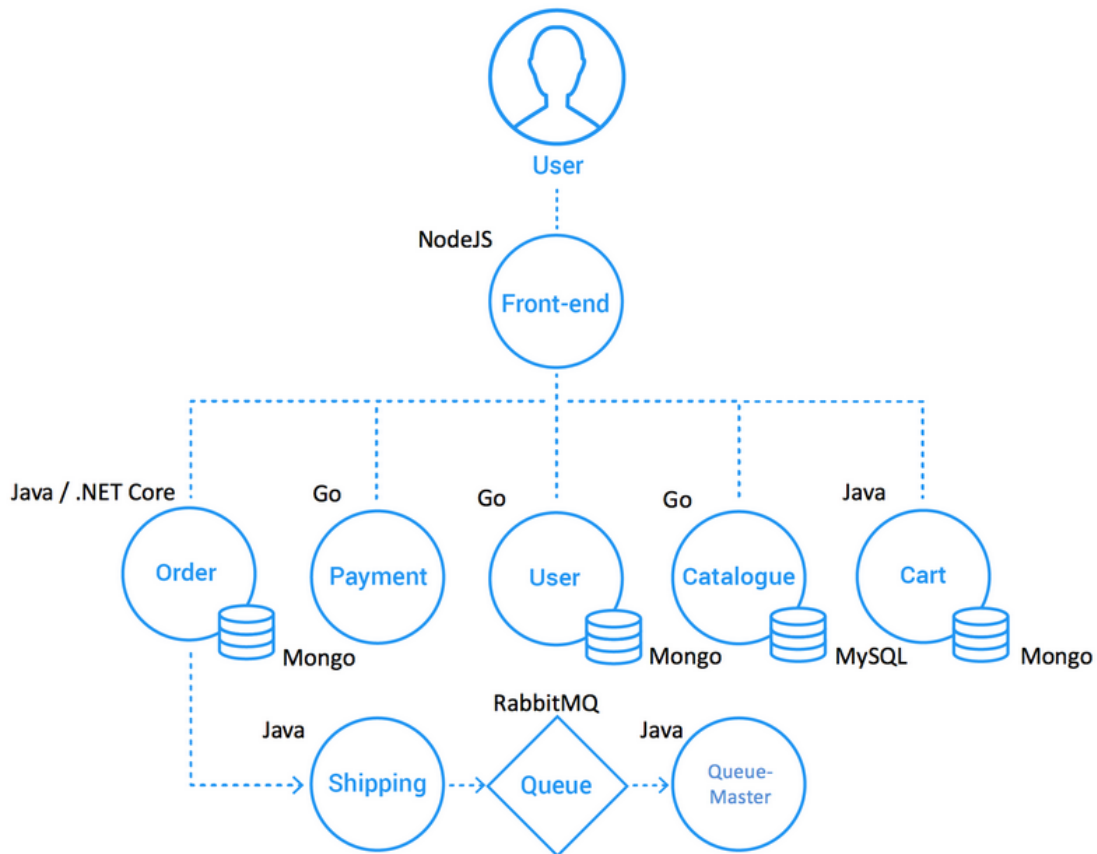 User
NodeJS
Front-end
Java / .NET Core
Go
Go
Go
Java
Order
Payment
User
Catalogue
Cart
Mongo
Mongo
MySQL
Mongo
RabbitMQ
Java
Java
Shipping
Queue
Queue-
Master